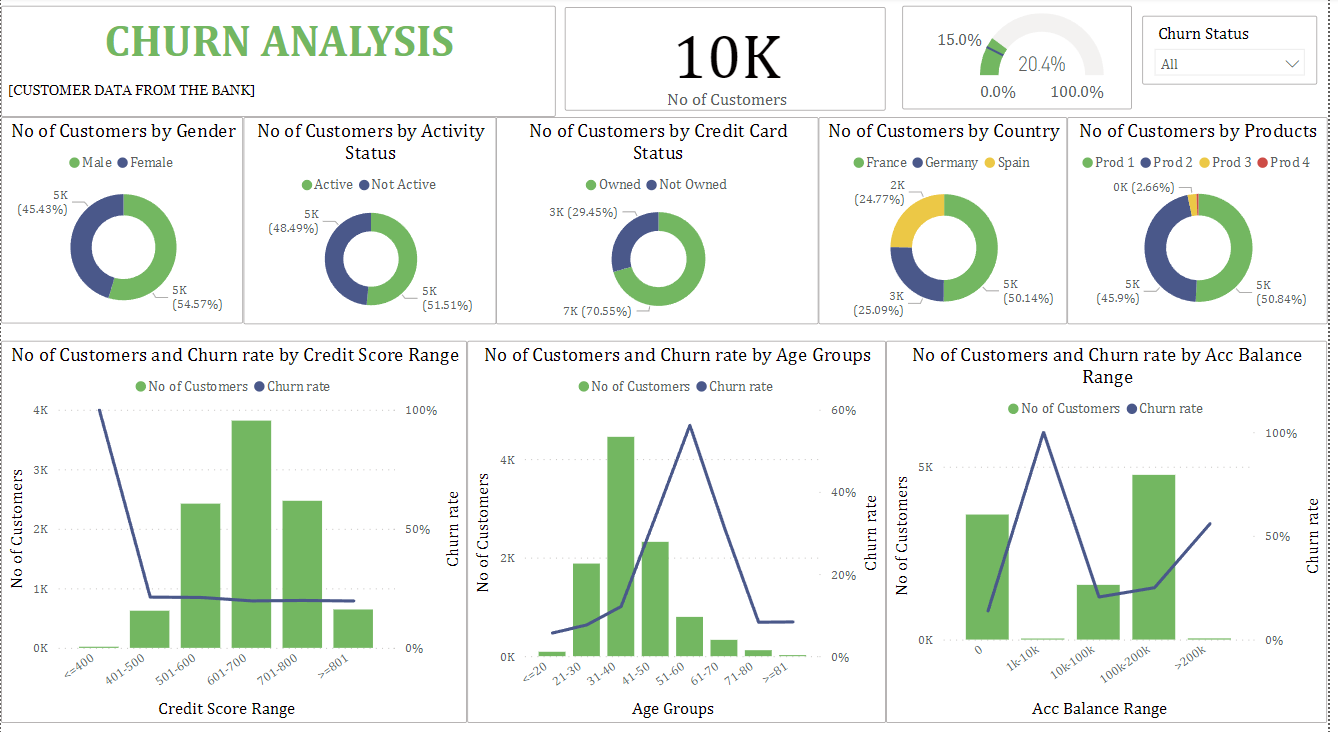 CHURN ANALYSIS
[CUSTOMER DATA FROM THE BANK]
10K
No of Customers
15.0%
20.4%
0.0%
100.0%
Churn Status
All
No of Customers by Gender
Male
Female
5K
(45.43%)
5K
(54.57%)
No of Customers by Activity
Status
Active
Not Active
5K
(48.49%)
5K
(51.51%)
No of Customers by Credit Card
Status
Owned
Not Owned
3K (29.45%)
7K (70.55%)
No of Customers by Country
France
Germany
Spain
2K
(24.77%)
3K
(25.09%)
5K
(50.14%)
No of Customers by Products
Prod 1
Prod 2
Prod 3
Prod 4
0K (2.66%)
5K
(45.9%)
5K
(50.84%)
No of Customers and Churn rate by Credit Score Range
No of Customers
Churn rate
4K
3K
2K
1K
0K
100%
50%
0%
No of Customers
Churn rate
<=400
401-500
501-600
601-700
701-800
>=801
Credit Score Range
No of Customers and Churn rate by Age Groups
No of Customers
Churn rate
4K
2K
0K
60%
40%
20%
0%
No of Customers
Churn rate
<=20
21-30
31-40
41-50
51-60
61-70
71-80
>=81
Age Groups
No of Customers and Churn rate by Acc Balance
Range
No of Customers
Churn rate
5K
0K
100%
50%
0%
No of Customers
Churn rate
0
1k-10k
10k-100k
100k-200k
>200k
Acc Balance Range